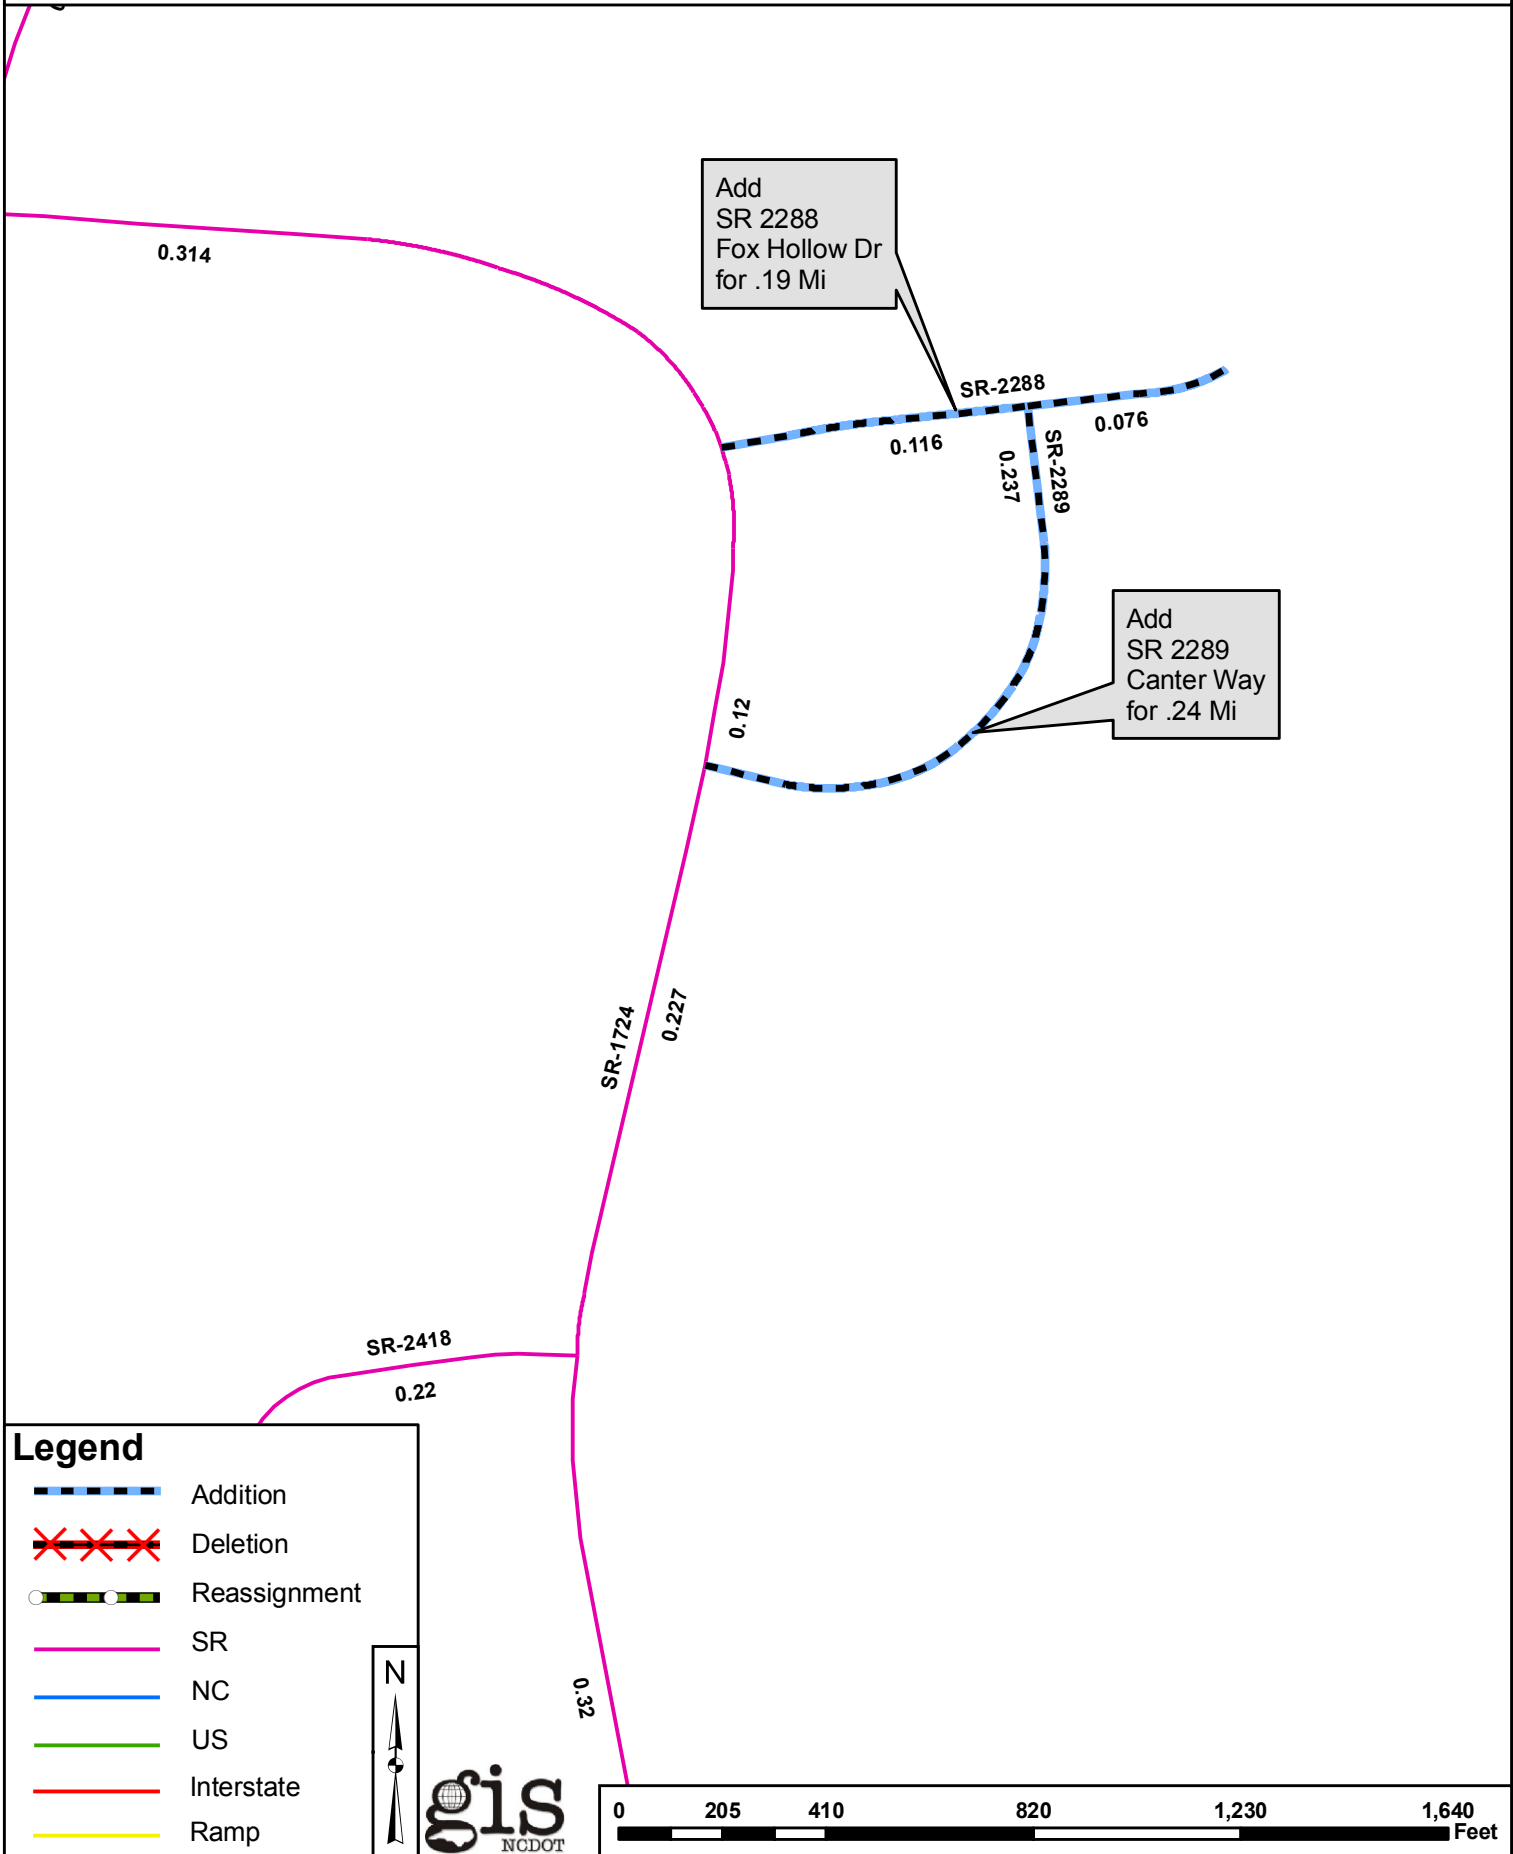 Add
SR 2288
Fox Hollow Dr
for .19 Mi
0.314
SR-2288
0.076
0.116
SR-2289
0.237
Add
SR 2289
Canter Way
for .24 Mi
0.12
SR-1724
0.227
SR-2418
0.22
0.32
Legend
Addition
Deletion
Reassignment
SR
NC
US
Interstate
Ramp
N
gis
NCDOT
0 205 410 820 1,230 1,640
Feet